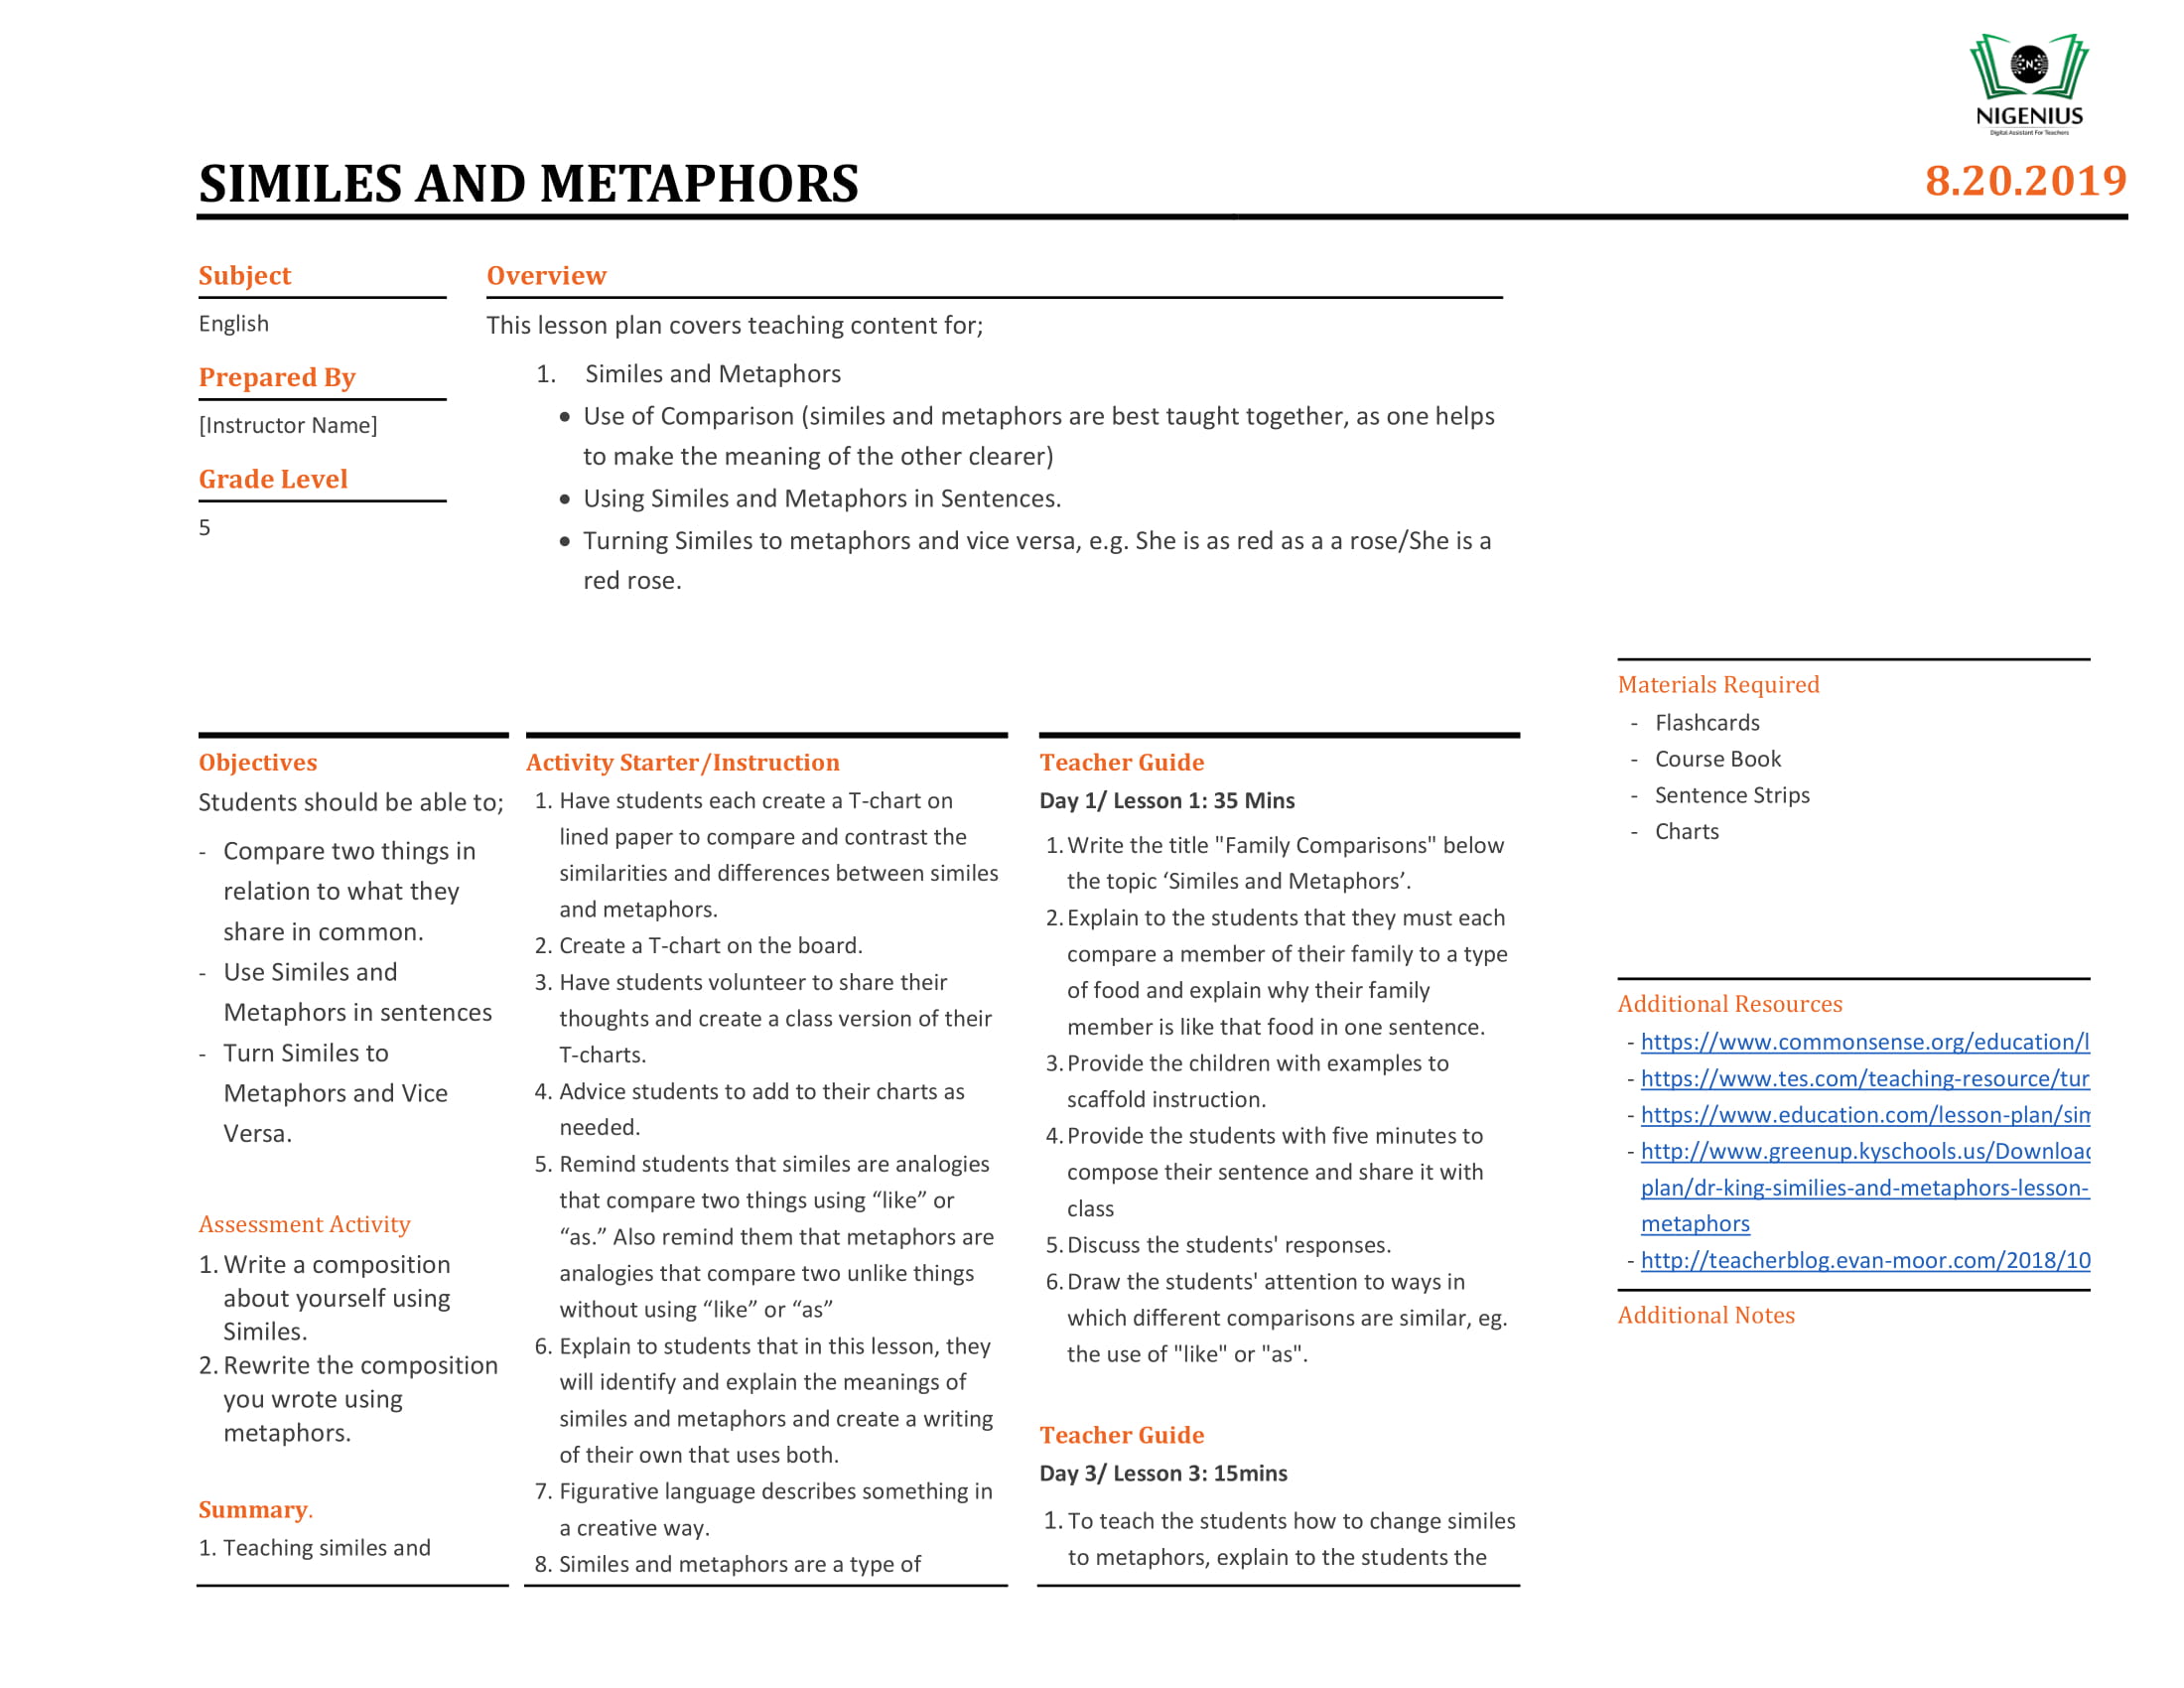 NIGENIUS
Digital Assistant For Teachers
SIMILES AND METAPHORS
8.20.2019
Subject
English
Prepared By
[Instructor Name]
Grade Level
5
Overview
This lesson plan covers teaching content for;
1. Similes and Metaphors
• Use of Comparison (similes and metaphors are best taught together, as one helps
to make the meaning of the other clearer)
• Using Similes and Metaphors in Sentences.
• Turning Similes to metaphors and vice versa, e.g. She is as red as a a rose/She is a
red rose.
Objectives
Students should be able to;
- Compare two things in
relation to what they
share in common.
- Use Similes and
Metaphors in sentences
- Turn Similes to
Metaphors and Vice
Versa.
Assessment Activity
1. Write a composition
about yourself using
Similes.
2. Rewrite the composition
you wrote using
metaphors.
Summary.
1. Teaching similes and
Activity Starter/Instruction
1. Have students each create a T-chart on
lined paper to compare and contrast the
similarities and differences between similes
and metaphors.
2. Create a T-chart on the board.
3. Have students volunteer to share their
thoughts and create a class version of their
T-charts.
4. Advice students to add to their charts as
needed.
5. Remind students that similes are analogies
that compare two things using “like” or
“as.” Also remind them that metaphors are
analogies that compare two unlike things
without using “like” or “as”
6. Explain to students that in this lesson, they
will identify and explain the meanings of
similes and metaphors and create a writing
of their own that uses both.
7. Figurative language describes something in
a creative way.
8. Similes and metaphors are a type of
Teacher Guide
Day 1/ Lesson 1: 35 Mins
1. Write the title "Family Comparisons" below
the topic ‘Similes and Metaphors’.
2. Explain to the students that they must each
compare a member of their family to a type
of food and explain why their family
member is like that food in one sentence.
3. Provide the children with examples to
scaffold instruction.
4. Provide the students with five minutes to
compose their sentence and share it with
class
5. Discuss the students' responses.
6. Draw the students' attention to ways in
which different comparisons are similar, eg.
the use of "like" or "as".
Teacher Guide
Day 3/ Lesson 3: 15mins
1. To teach the students how to change similes
to metaphors, explain to the students the
Materials Required
- Flashcards
- Course Book
- Sentence Strips
- Charts
Additional Resources
- https://www.commonsense.org/education/l
- https://www.tes.com/teaching-resource/tur
- https://www.education.com/lesson-plan/sim
- http://www.greenup.kyschools.us/Download
plan/dr-king-similies-and-metaphors-lesson-
metaphors
- http://teacherblog.evan-moor.com/2018/10
Additional Notes